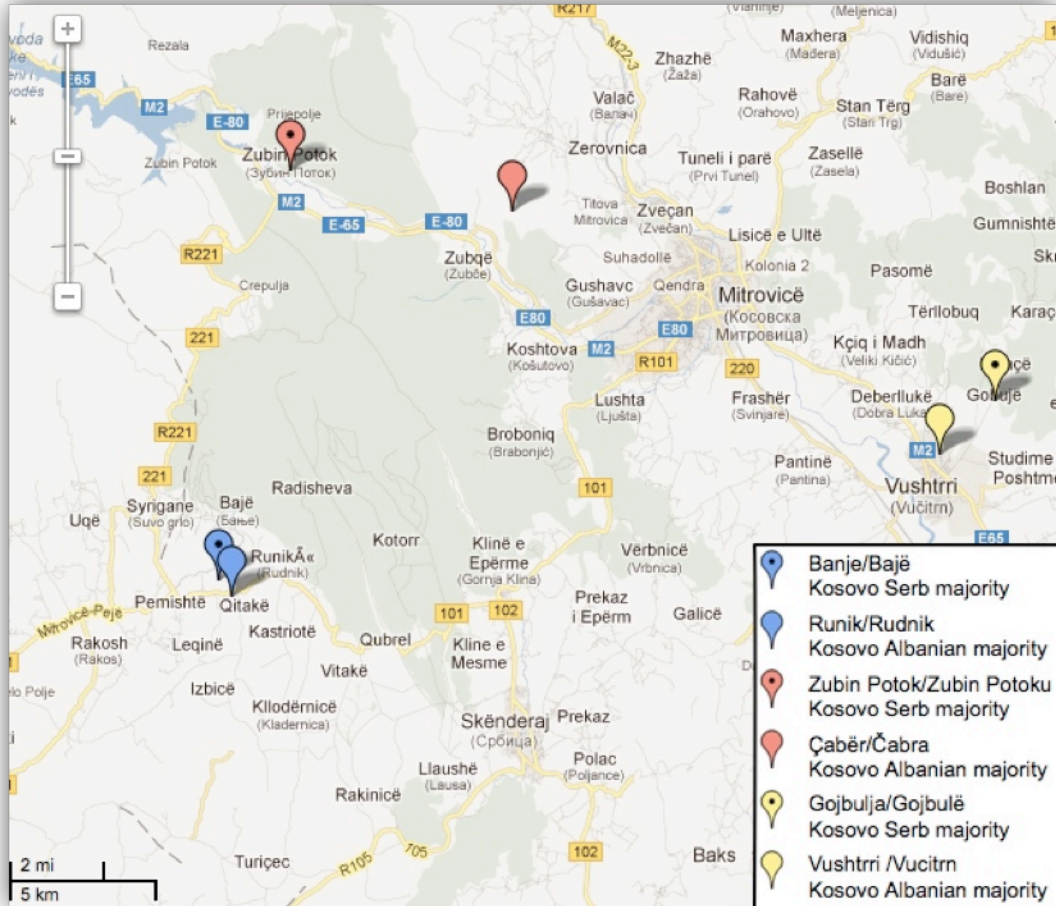 R217
(Vlahinje)
(Meljenica)
voda
Rezala
M22-3
Zhazhë
(Žaža)
Maxhera
(Mađera)
Vidishiq
(Vidušić)
vodës
E65
M2
E-80
Prijepolje
Valač
(Валач)
Rahovë
(Orahovo)
Barë
(Bare)
Stan Tërg
(Stari Trg)
Zubin Potok
Zubin Potok
(Зубин Поток)
Zerovnica
Tuneli i parë
(Prvi Tunel)
Zasellë
(Zasela)
Boshlan
M2
E-65
E-80
Titova
Mitrovica
Zveçan
(Zvečan)
Gumnishtë
R221
Zubqë
(Zubče)
Suhadollë
Lisicë e Ultë
Kolonia 2
Crepulja
Gushavc
(Gušavac)
Qendra
Mitrovicë
(Косовска
Митровица)
Pasomë
Tërllobuq
Karaç
E80
E80
221
Koshtova
(Košutovo)
M2
R101
Kçiq i Madh
(Veliki Kičić)
220
Lushta
(Ljušta)
Frashër
(Svinjare)
Deberllukë
(Dobra Luka)
Gojbujë
R221
Broboniq
(Brabonjić)
M2
Pantinë
(Pantina)
Studime
Poshtme
221
Radisheva
101
Vushtrri
(Vučitrn)
Syrigane
(Suvo grlo)
Bajë
(Бање)
Uqë
Kotorr
Klinë e
Epërme
(Gornja Klina)
Vërbnicë
(Vrbnica)
E65
RunikÃ«
(Rudnik)
Pemishtë
Qitakë
101
102
Prekaz
i Epërm
Galicë
Mitrovicë-Pejë
Rakosh
(Rakos)
Leqinë
Kastriotë
Qubrel
Kline e
Mesme
Vitakë
elo Polje
Izbicë
Kllodërnicë
(Kladernica)
Skënderaj
(Србица)
Prekaz
Llaushë
(Lausa)
Polac
(Poljance)
Rakinicë
Turiçec
R105
105
102
Baks
2 mi
5 km
Banje/Bajë
Kosovo Serb majority
Runik/Rudnik
Kosovo Albanian majority
Zubin Potok/Zubin Potoku
Kosovo Serb majority
Çabër/Čabra
Kosovo Albanian majority
Gojbulja/Gojbulë
Kosovo Serb majority
Vushtrri /Vucitrn
Kosovo Albanian majority